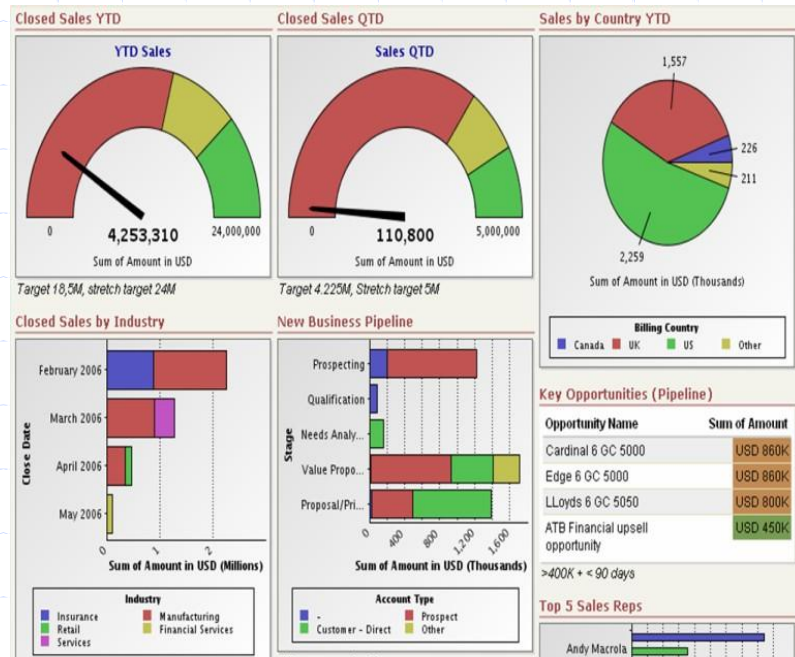 Closed Sales YTD
YTD Sales
0
24,000,000
4,253,310
Sum of Amount in USD
Target 18,5M, stretch target 24M
Closed Sales QTD
Sales QTD
0
5,000,000
110,800
Sum of Amount in USD
Target 4.225M, Stretch target 5M
Sales by Country YTD
1,557
226
211
2,259
Sum of Amount in USD (Thousands)
Billing Country
Canada UK US Other
Closed Sales by Industry
Close Date
February 2006
March 2006
April 2006
May 2006
0 1 2
Sum of Amount in USD (Millions)
Industry
Insurance Manufacturing
Retail Financial Services
Services
New Business Pipeline
Stage
Prospecting
Qualification
Needs Analy...
Value Propo...
Proposal/Pri...
0 400 800 1,200 1,600
Sum of Amount in USD (Thousands)
Account Type
- Prospect
Customer - Direct Other
Key Opportunities (Pipeline)
Opportunity Name Sum of Amount
Cardinal 6 GC 5000 USD 860K
Edge 6 GC 5000 USD 860K
LLoyds 6 GC 5050 USD 800K
ATB Financial upsell USD 450K
opportunity
>400K + < 90 days
Top 5 Sales Reps
Andy Macrola